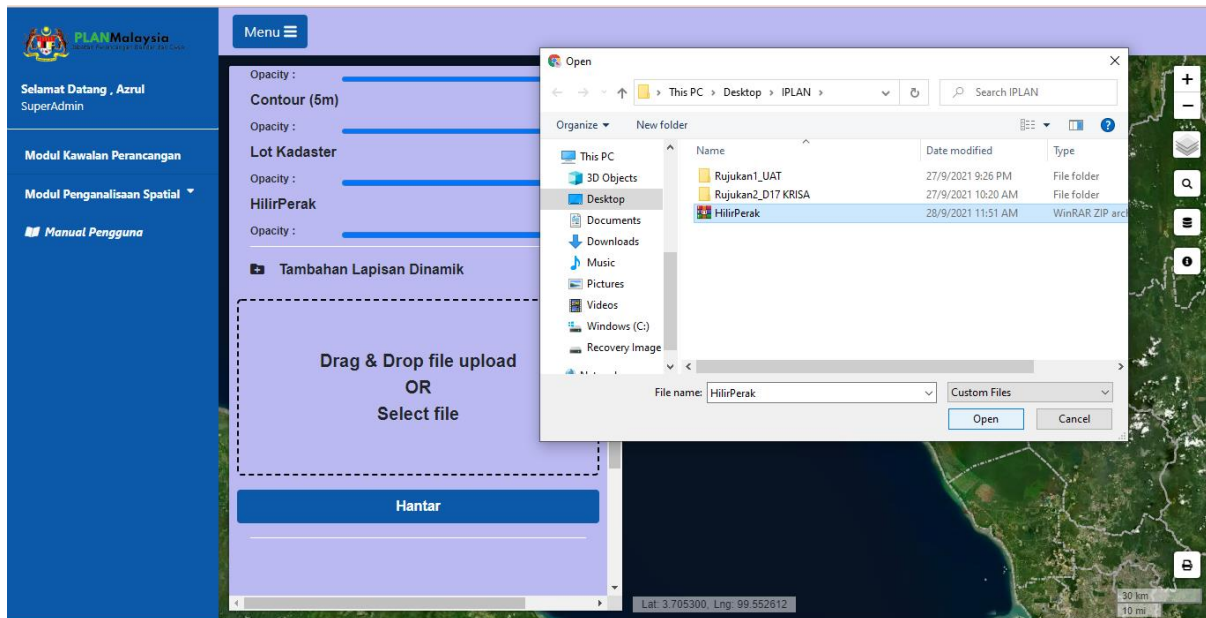 PLANMalaysia
Selamat Datang , Azrul
SuperAdmin
Modul Kawalan Perancangan
Modul Penganalisaan Spatial
Manual Pengguna
Menu
Opacity :
Contour (5m)
Opacity :
Lot Kadaster
Opacity :
HilirPerak
Opacity :
Tambahan Lapisan Dinamik
Drag & Drop file upload
OR
Select file
Hantar
Open
This PC > Desktop > IPLAN >
Search IPLAN
Organize
New folder
This PC
3D Objects
Desktop
Documents
Downloads
Music
Pictures
Videos
Windows (C:)
Recovery Image
Name Date modified Type
Rujukan1_UAT 27/9/2021 9:26 PM File folder
Rujukan2_D17 KRISA 27/9/2021 10:20 AM File folder
HilirPerak 28/9/2021 11:51 AM WinRAR ZIP arch
File name: HilirPerak
Custom Files
Open Cancel
+
−
Lat: 3.705300, Lng: 99.552612
30 km
10 mi